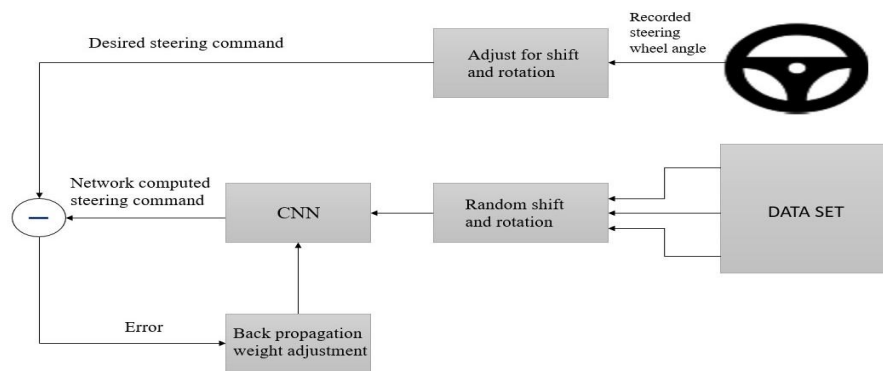 Desired steering command
Adjust for shift
and rotation
Recorded
steering
wheel angle
Network computed
steering command
CNN
Random shift
and rotation
DATA SET
Error
Back propagation
weight adjustment